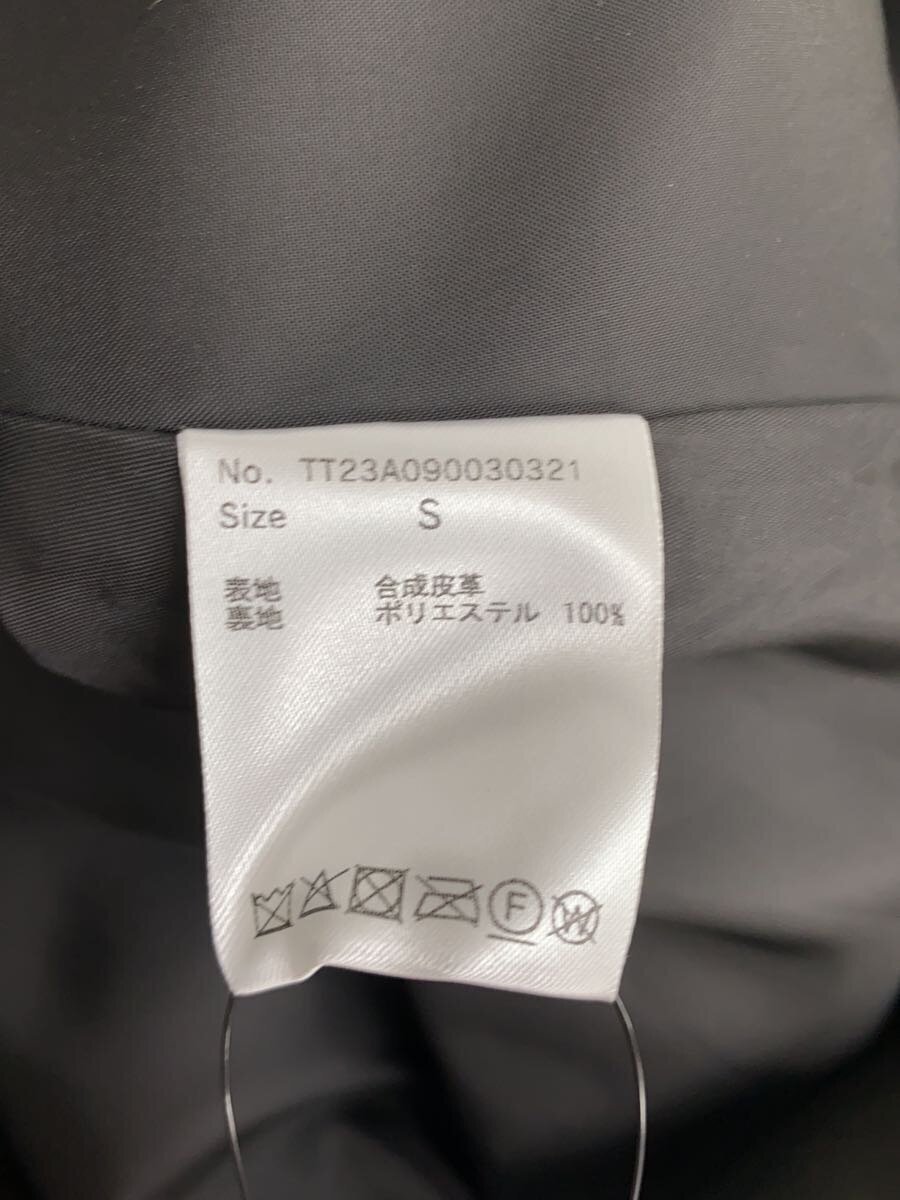 No. TT23A090030321
Size S
表地 合成皮革
裏地 ポリエステル 100%
F
W